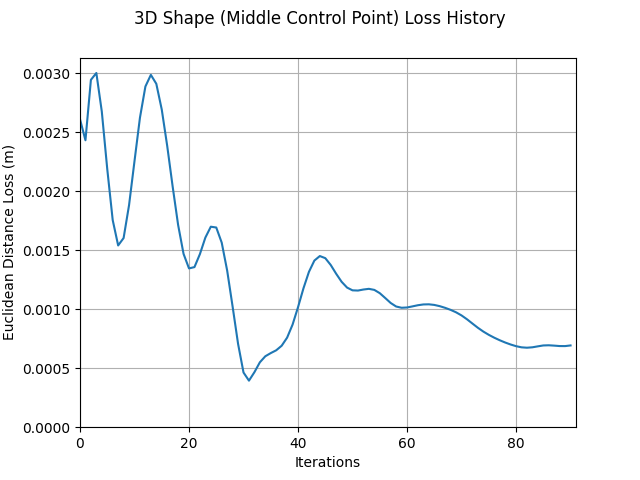 3D Shape (Middle Control Point) Loss History
Euclidean Distance Loss (m)
0.0030
0.0025
0.0020
0.0015
0.0010
0.0005
0.0000
0 20 40 60 80
Iterations